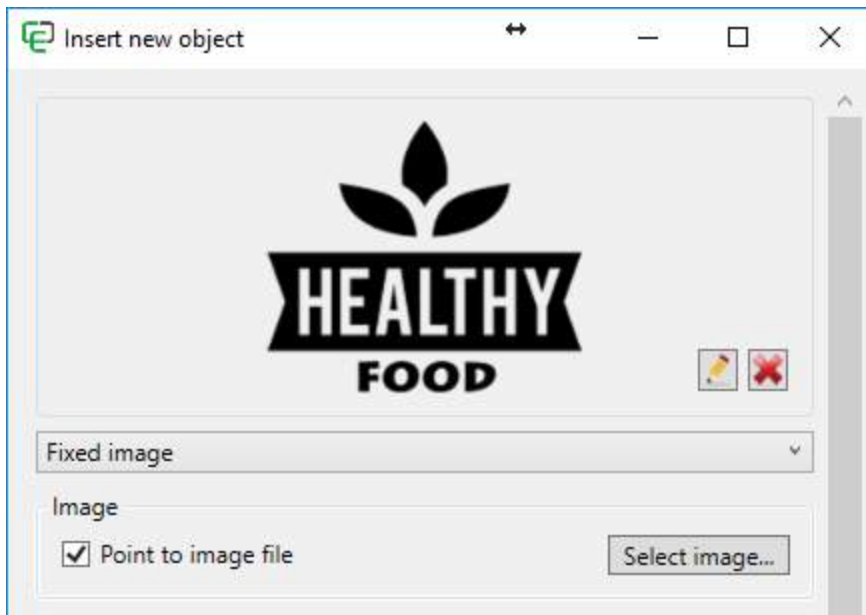 Insert new object
HEALTHY
FOOD
Fixed image
Image
Point to image file
Select image...